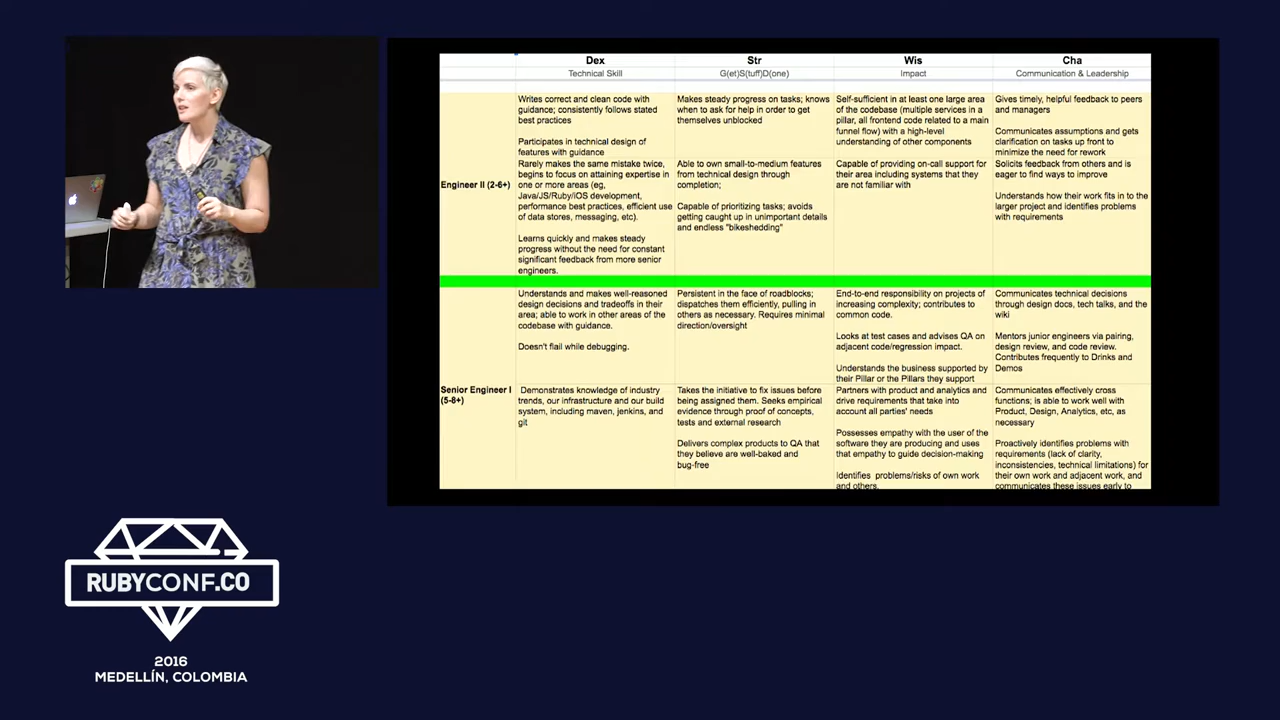 Dex
Str
Wis
Cha
Technical Skill
G(et)S(tuff)D(one)
Impact
Communication & Leadership
Engineer II (2-6+)
Writes correct and clean code with
guidance; consistently follows stated
best practices
Participates in technical design of
features with guidance
Rarely makes the same mistake twice,
begins to focus on attaining expertise in
one or more areas (eg,
Java/JS/Ruby/iOS development,
performance best practices, efficient use
of data stores, messaging, etc).
Learns quickly and makes steady
progress without the need for constant
significant feedback from more senior
engineers.
Makes steady progress on tasks; knows
when to ask for help in order to get
themselves unblocked
Able to own small-to-medium features
from technical design through
completion;
Capable of prioritizing tasks; avoids
getting caught up in unimportant details
and endless "bikeshedding"
Self-sufficient in at least one large area
of the codebase (multiple services in a
pillar, all frontend code related to a main
funnel flow) with a high-level
understanding of other components
Capable of providing on-call support for
their area including systems that they
are not familiar with
Gives timely, helpful feedback to peers
and managers
Communicates assumptions and gets
clarification on tasks up front to
minimize the need for rework
Solicits feedback from others and is
eager to find ways to improve
Understands how their work fits in to the
larger project and identifies problems
with requirements
Senior Engineer I
(5-8+)
Understands and makes well-reasoned
design decisions and tradeoffs in their
area; able to work in other areas of the
codebase with guidance.
Doesn't flail while debugging.
Demonstrates knowledge of industry
trends, our infrastructure and our build
system, including maven, jenkins, and
git
Persistent in the face of roadblocks;
dispatches them efficiently, pulling in
others as necessary. Requires minimal
direction/oversight
Takes the initiative to fix issues before
being assigned them. Seeks empirical
evidence through proof of concepts,
tests and external research
Delivers complex products to QA that
they believe are well-baked and
bug-free
End-to-end responsibility on projects of
increasing complexity; contributes to
common code.
Looks at test cases and advises QA on
adjacent code/regression impact.
Understands the business supported by
their Pillar or the Pillars they support
Partners with product and analytics and
drive requirements that take into
account all parties' needs
Possesses empathy with the user of the
software they are producing and uses
that empathy to guide decision-making
Identifies problems/risks of own work
and others.
Communicates technical decisions
through design docs, tech talks, and the
wiki
Mentors junior engineers via pairing,
design review, and code review.
Contributes frequently to Drinks and
Demos
Communicates effectively cross
functions; is able to work well with
Product, Design, Analytics, etc, as
necessary
Proactively identifies problems with
requirements (lack of clarity,
inconsistencies, technical limitations) for
their own work and adjacent work, and
communicates these issues early to
RUBYCONF.CO
2016
MEDELLÍN, COLOMBIA